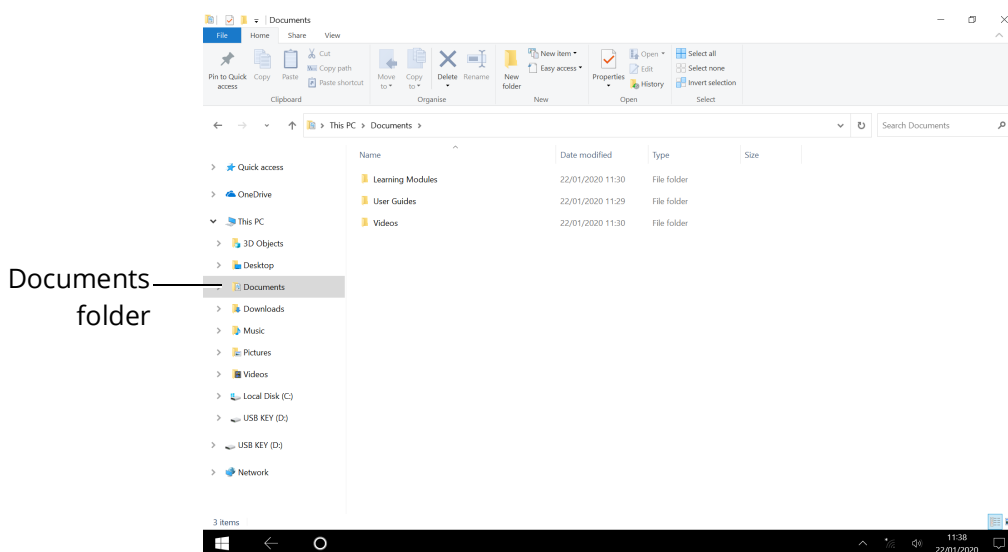 Documents
File Home Share View
Pin to Quick access
Copy
Paste
Cut
Copy path
Paste shortcut
Clipboard
Move to
Copy to
Delete
Rename
Organise
New folder
New item
Easy access
New
Properties
Open
Edit
History
Open
Select all
Select none
Invert selection
Select
This PC > Documents >
Search Documents
Name Date modified Type Size
Learning Modules 22/01/2020 11:30 File folder
User Guides 22/01/2020 11:29 File folder
Videos 22/01/2020 11:30 File folder
Quick access
OneDrive
This PC
3D Objects
Desktop
Documents
Downloads
Music
Pictures
Videos
Local Disk (C:)
USB KEY (D:)
USB KEY (D:)
Network
Documents
folder
3 items
11:38
22/01/2020